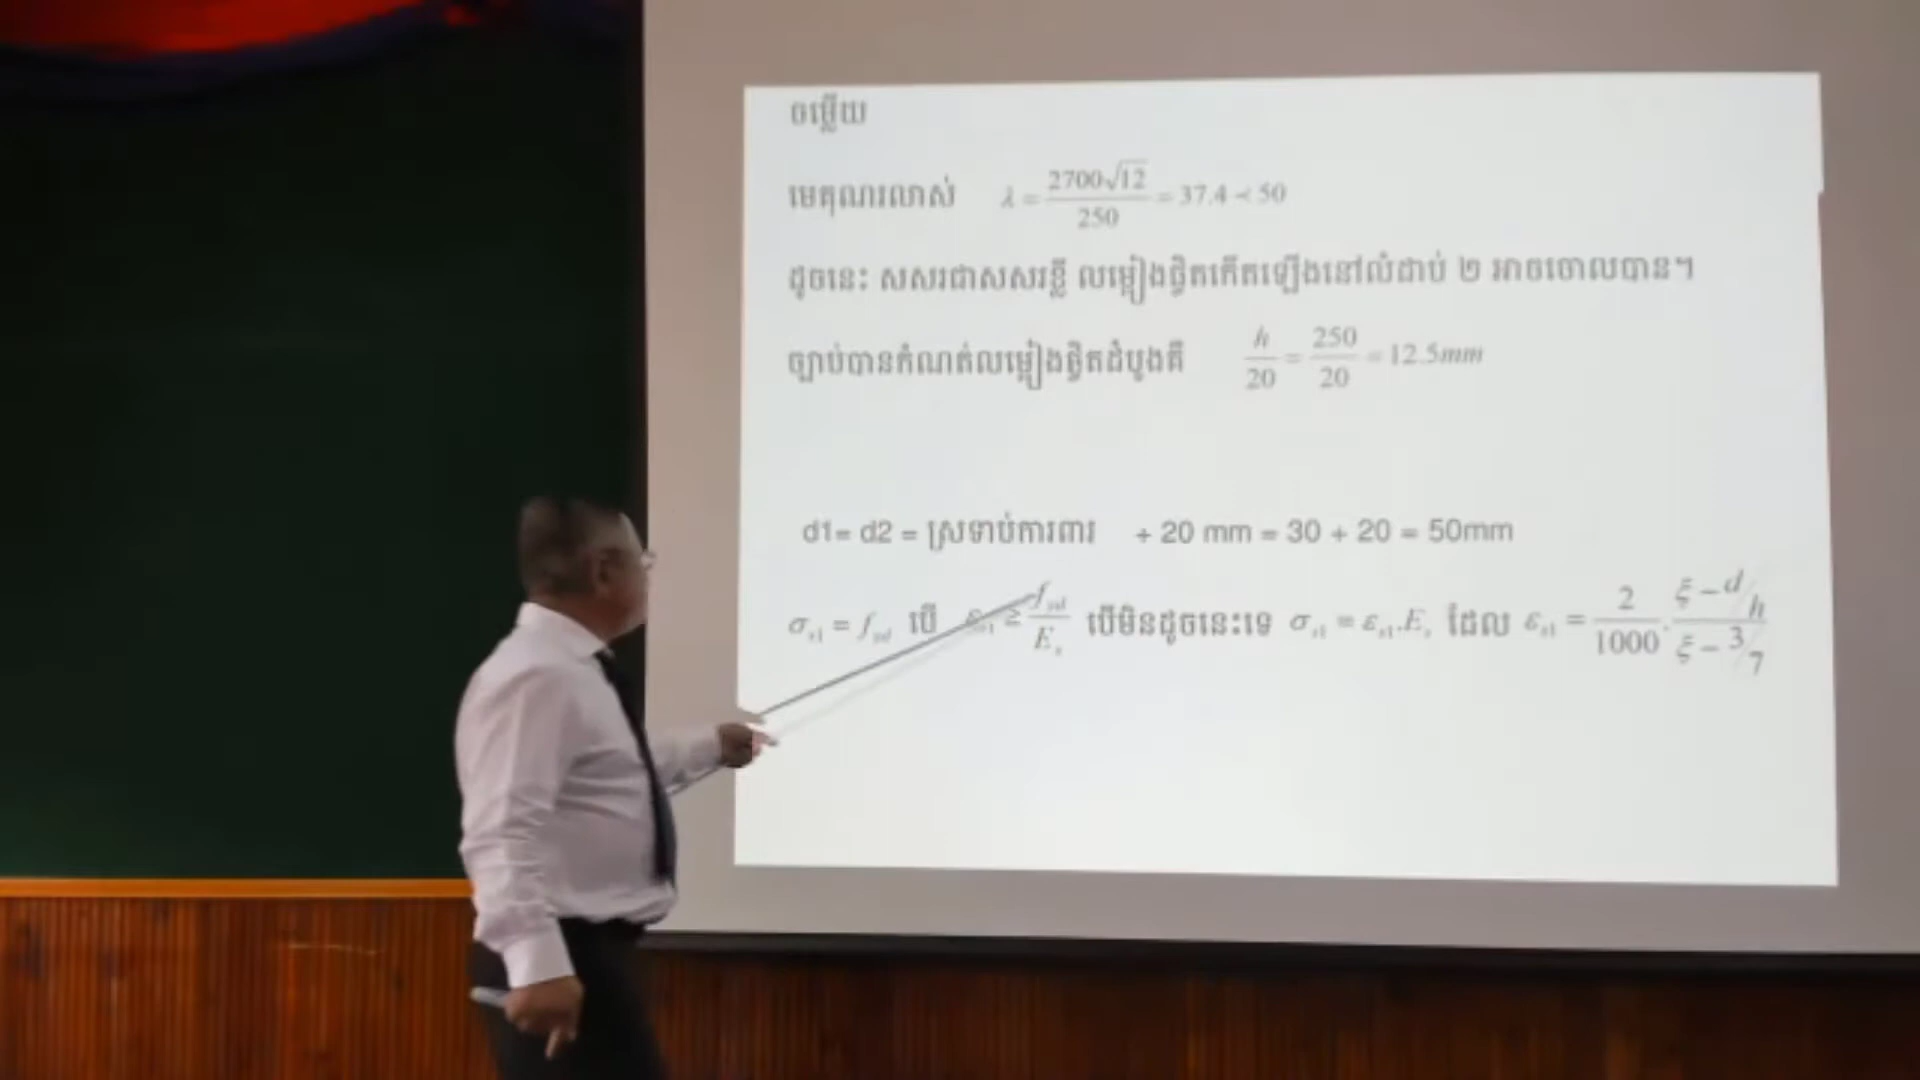 ចម្លើយ
មេគុណរលាស់ λ = 2700√12 / 250 = 37.4 < 50
ដូចនេះ សសរជាសសរខ្លី លម្អៀងផ្ចិតកើតឡើងនៅលំដាប់ ២ អាចចោលបាន។
ច្បាប់បានកំណត់លម្អៀងផ្ចិតដំបូងគឺ h/20 = 250/20 = 12.5mm
d1= d2 = ស្រទាប់ការពារ + 20 mm = 30 + 20 = 50mm
σs1 = fyd បើ εs1 ≥ fyd/Es បើមិនដូចនេះទេ σs1 = εs1.Es ដែល εs1 = 2/1000 . (ξ − d/h)/(ξ − 3/7)